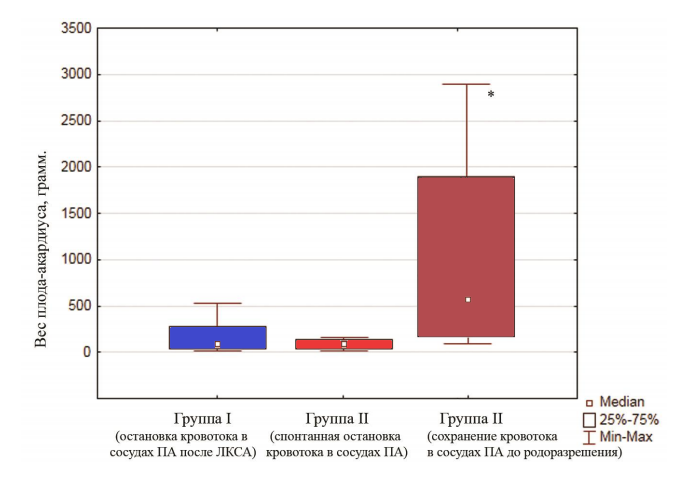 3500
3000
2500
2000
1500
1000
500
0
Вес плода-акардиуса, грамм.
*
Группа I
(остановка кровотока в
сосудах ПА после ЛКСА)
Группа II
(спонтанная остановка
кровотока в сосудах ПА)
Группа II
(сохранение кровотока
в сосудах ПА до родоразрешения)
Median
25%-75%
Min-Max